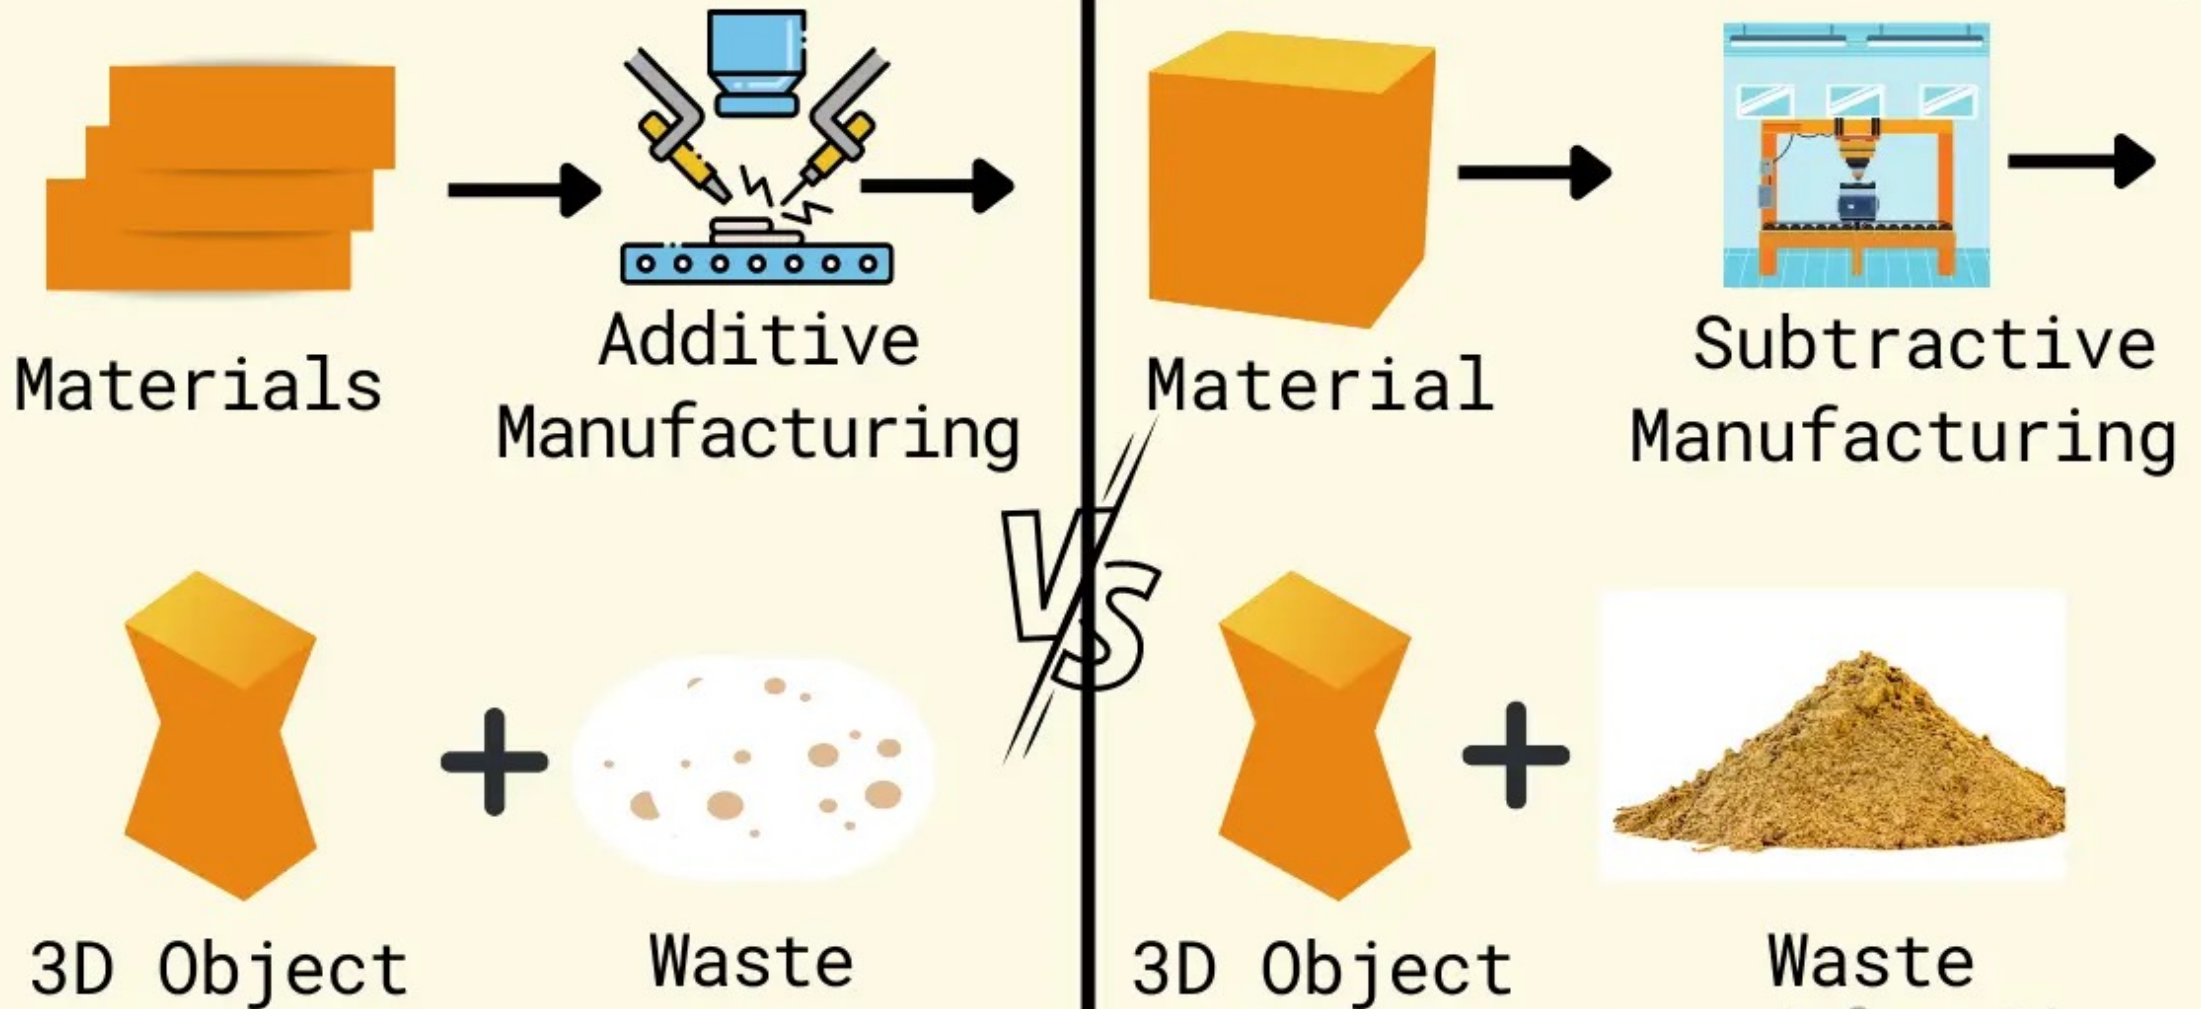 Materials
Additive
Manufacturing
3D Object
Waste
VS
Material
Subtractive
Manufacturing
3D Object
Waste